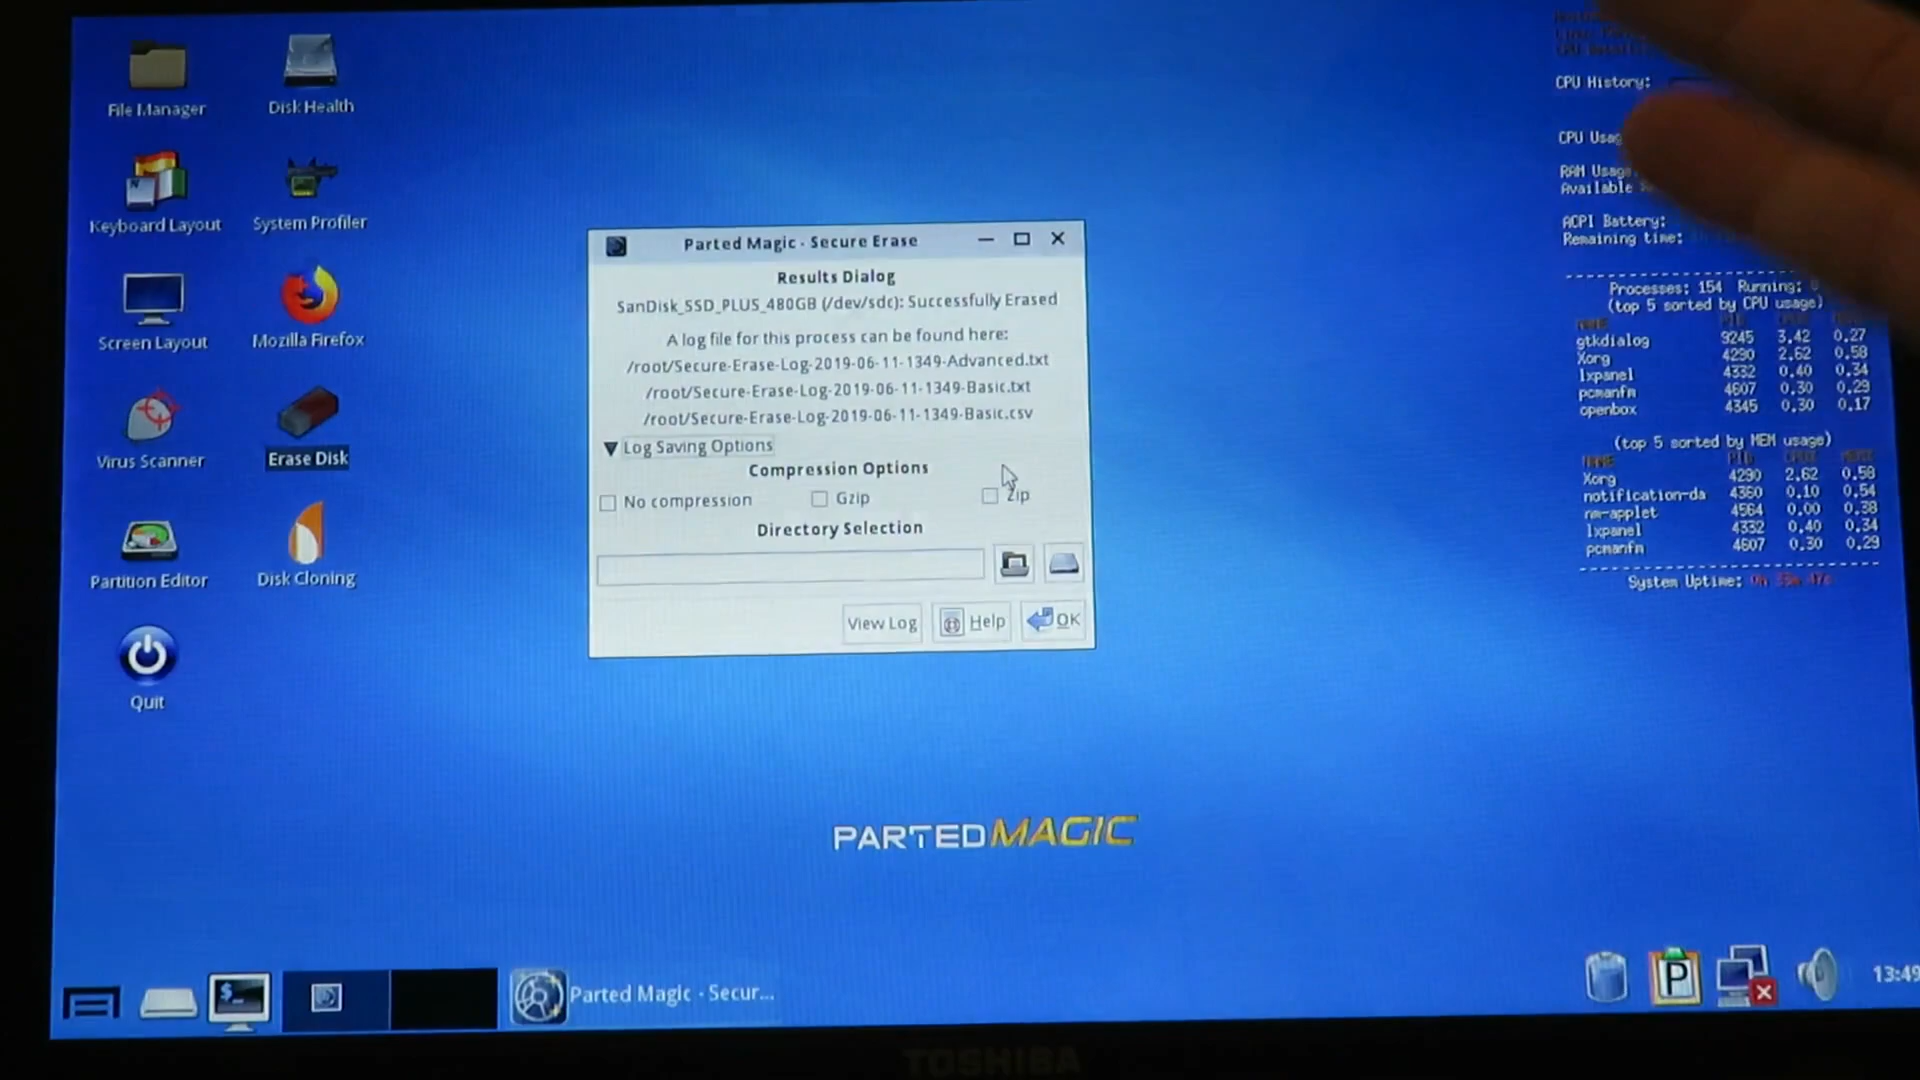 File Manager
Disk Health
Keyboard Layout
System Profiler
Screen Layout
Mozilla Firefox
Virus Scanner
Erase Disk
Partition Editor
Disk Cloning
Quit
Parted Magic - Secure Erase
Results Dialog
SanDisk_SSD_PLUS_480GB (/dev/sdc): Successfully Erased
A log file for this process can be found here:
/root/Secure-Erase-Log-2019-06-11-1349-Advanced.txt
/root/Secure-Erase-Log-2019-06-11-1349-Basic.txt
/root/Secure-Erase-Log-2019-06-11-1349-Basic.csv
Log Saving Options
Compression Options
No compression Gzip Zip
Directory Selection
View Log Help OK
CPU History:
CPU
RAM
Available
ACPI Battery:
Remaining time:
Processes: 154 Running:
(top 5 sorted by CPU usage)
NAME PID
gtkdialog 9245 3.42 0.27
Xorg 4290 2.62 0.58
lxpanel 4332 0.40 0.34
pcmanfm 4607 0.30 0.29
openbox 4345 0.30 0.17
(top 5 sorted by MEM usage)
NAME PID
Xorg 4290 2.62 0.58
notification-da 4360 0.10 0.54
nm-applet 4564 0.00 0.38
lxpanel 4332 0.40 0.34
pcmanfm 4607 0.30 0.29
System Uptime:
PARTEDMAGIC
$_
Parted Magic - Secur...
P
13:49
TOSHIBA